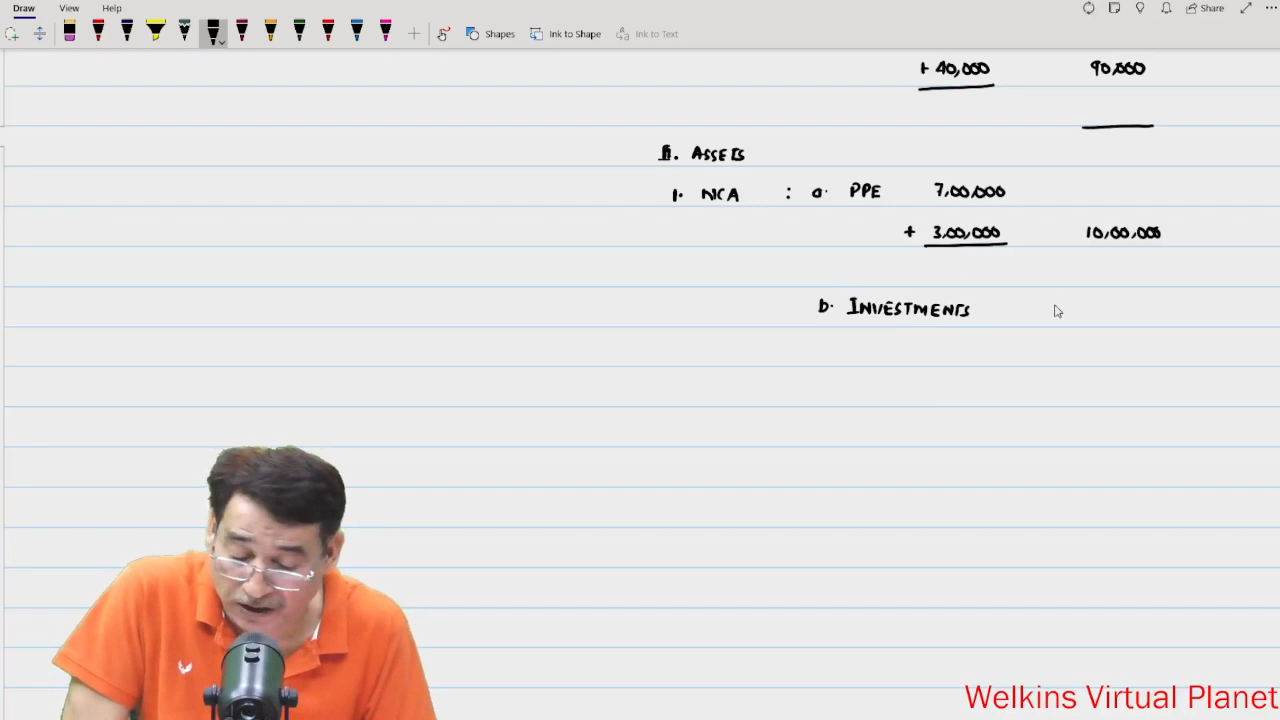 Draw View Help Share
Shapes Ink to Shape Ink to Text
+ 40,000 90,000
II. ASSETS
1. NCA : a. PPE 7,00,000
+ 3,00,000 10,00,000
b. INVESTMENTS
Welkins Virtual Planet